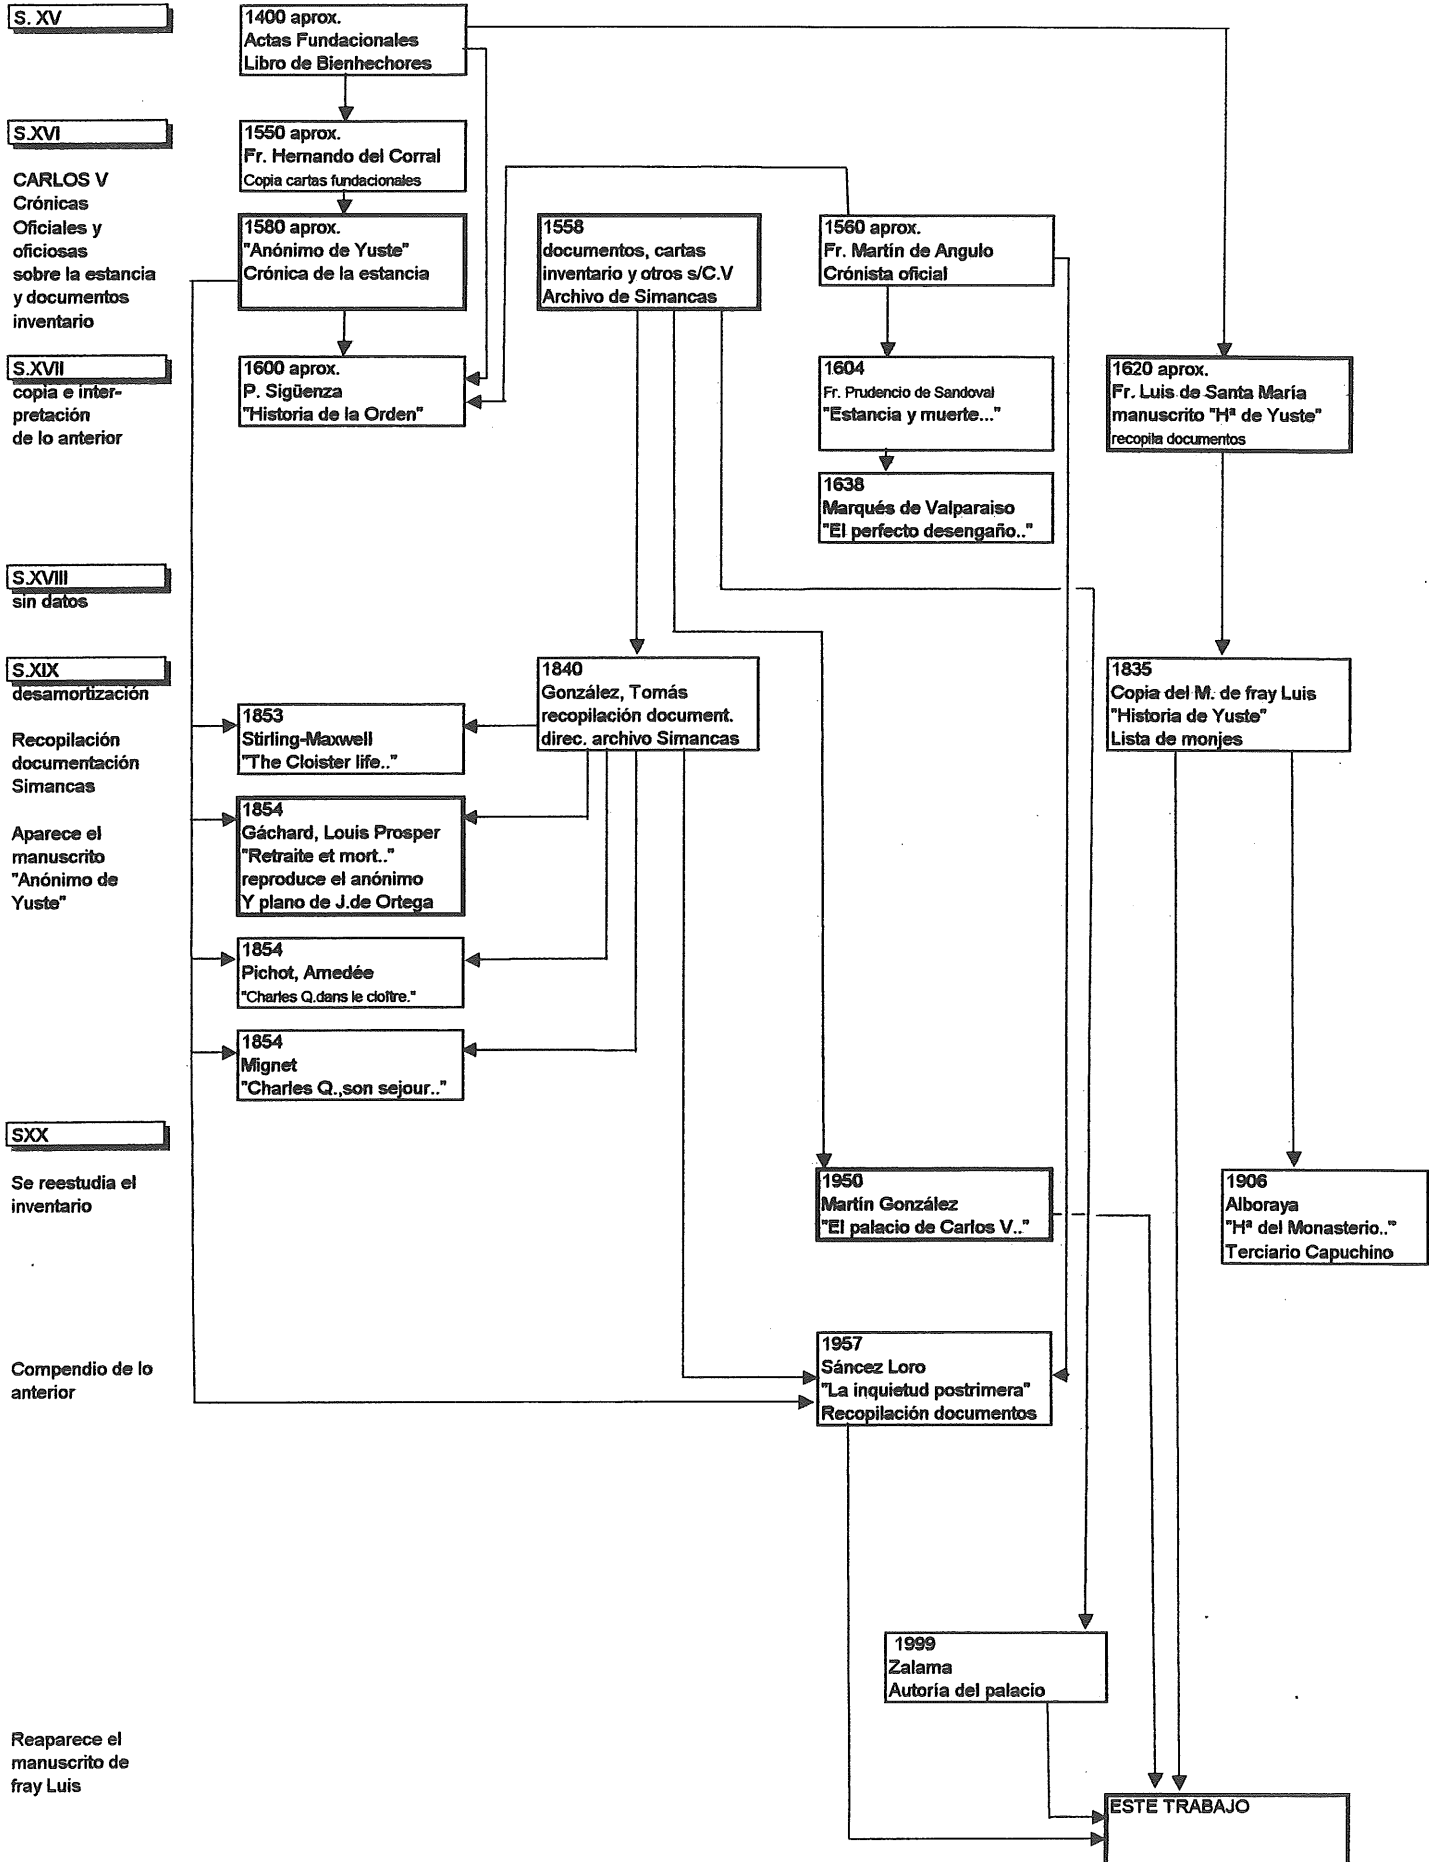 S. XV
1400 aprox.
Actas Fundacionales
Libro de Bienhechores
S.XVI
CARLOS V
Crónicas
Oficiales y
oficiosas
sobre la estancia
y documentos
inventario
1550 aprox.
Fr. Hernando del Corral
Copia cartas fundacionales
1580 aprox.
"Anónimo de Yuste"
Crónica de la estancia
1558
documentos, cartas
inventario y otros s/C.V
Archivo de Simancas
1560 aprox.
Fr. Martín de Angulo
Crónista oficial
S.XVII
copia e inter-
pretación
de lo anterior
1600 aprox.
P. Sigüenza
"Historia de la Orden"
1604
Fr. Prudencio de Sandoval
"Estancia y muerte..."
1620 aprox.
Fr. Luis de Santa María
manuscrito "Hª de Yuste"
recopila documentos
1638
Marqués de Valparaiso
"El perfecto desengaño.."
S.XVIII
sin datos
S.XIX
desamortización
Recopilación
documentación
Simancas
Aparece el
manuscrito
"Anónimo de
Yuste"
1840
González, Tomás
recopilación document.
direc. archivo Simancas
1835
Copia del M. de fray Luis
"Historia de Yuste"
Lista de monjes
1853
Stirling-Maxwell
"The Cloister life.."
1854
Gáchard, Louis Prosper
"Retraite et mort.."
reproduce el anónimo
Y plano de J.de Ortega
1854
Pichot, Amedée
"Charles Q.dans le cloître."
1854
Mignet
"Charles Q.,son sejour.."
SXX
Se reestudia el
inventario
1950
Martín González
"El palacio de Carlos V.."
1906
Alboraya
"Hª del Monasterio.."
Terciario Capuchino
Compendio de lo
anterior
1957
Sáncez Loro
"La inquietud postrimera"
Recopilación documentos
1999
Zalama
Autoría del palacio
Reaparece el
manuscrito de
fray Luis
ESTE TRABAJO